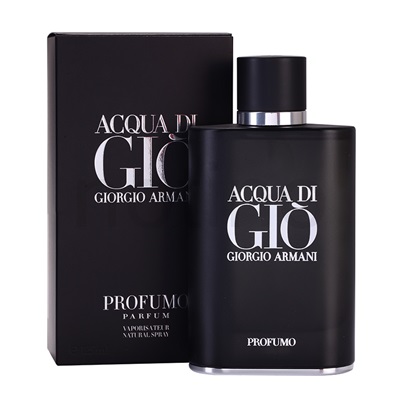 ACQUA DI
GIÒ
GIORGIO ARMANI
PROFUMO
PARFUM
VAPORISATEUR
NATURAL SPRAY
ACQUA DI
GIÒ
GIORGIO ARMANI
PROFUMO